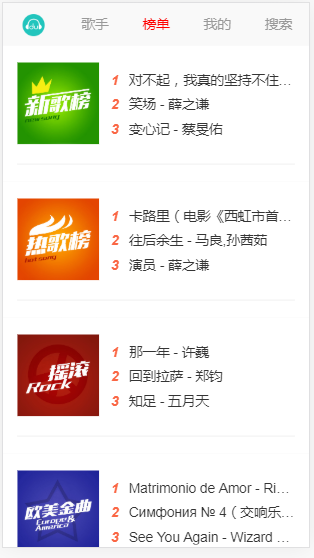 歌手 榜单 我的 搜索
新歌榜
New song
1 对不起，我真的坚持不住…
2 笑场 - 薛之谦
3 变心记 - 蔡旻佑
热歌榜
Hot song
1 卡路里（电影《西虹市首…
2 往后余生 - 马良,孙茜茹
3 演员 - 薛之谦
摇滚
Rock
1 那一年 - 许巍
2 回到拉萨 - 郑钧
3 知足 - 五月天
欧美金曲
Europe&
America
1 Matrimonio de Amor - Ri…
2 Симфония № 4（交响乐…
3 See You Again - Wizard …